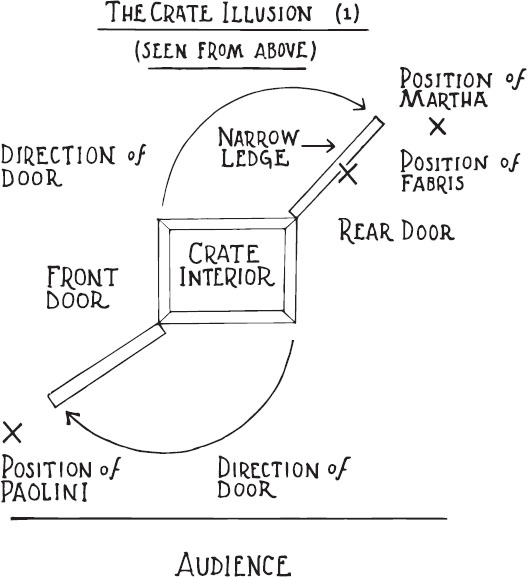 THE CRATE ILLUSION (1)
(SEEN FROM ABOVE)
POSITION of
MARTHA
NARROW
LEDGE
DIRECTION of
DOOR
POSITION of
FABRIS
REAR DOOR
CRATE
INTERIOR
FRONT
DOOR
POSITION of
PAOLINI
DIRECTION of
DOOR
AUDIENCE